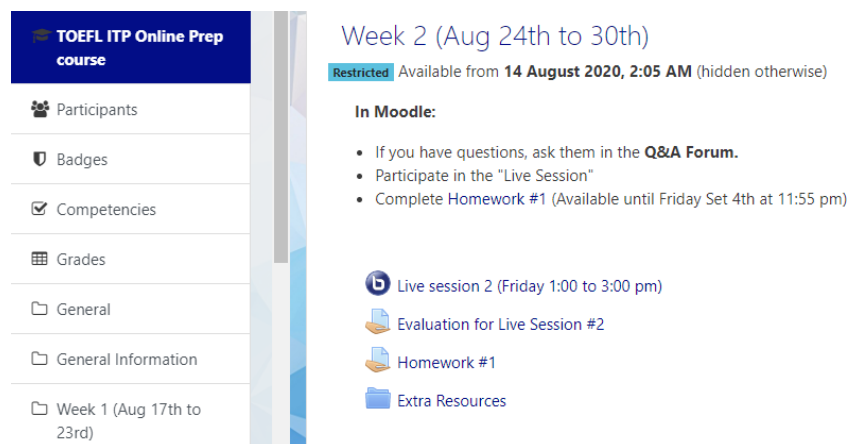 TOEFL ITP Online Prep
course
Participants
Badges
Competencies
Grades
General
General Information
Week 1 (Aug 17th to
23rd)
Week 2 (Aug 24th to 30th)
Restricted Available from 14 August 2020, 2:05 AM (hidden otherwise)
In Moodle:
• If you have questions, ask them in the Q&A Forum.
• Participate in the "Live Session"
• Complete Homework #1 (Available until Friday Set 4th at 11:55 pm)
Live session 2 (Friday 1:00 to 3:00 pm)
Evaluation for Live Session #2
Homework #1
Extra Resources